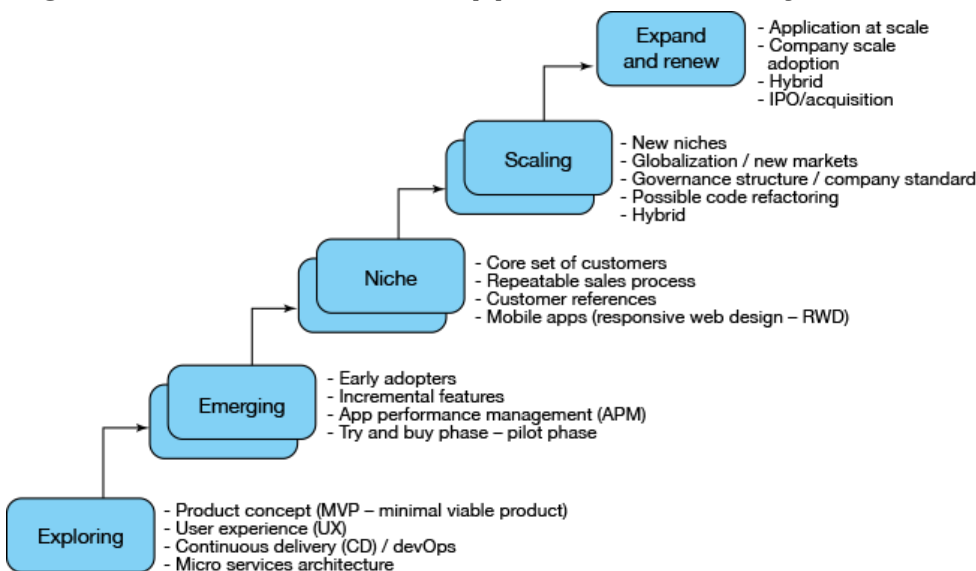 Expand
and renew
- Application at scale
- Company scale
adoption
- Hybrid
- IPO/acquisition
Scaling
- New niches
- Globalization / new markets
- Governance structure / company standard
- Possible code refactoring
- Hybrid
Niche
- Core set of customers
- Repeatable sales process
- Customer references
- Mobile apps (responsive web design – RWD)
Emerging
- Early adopters
- Incremental features
- App performance management (APM)
- Try and buy phase – pilot phase
Exploring
- Product concept (MVP – minimal viable product)
- User experience (UX)
- Continuous delivery (CD) / devOps
- Micro services architecture